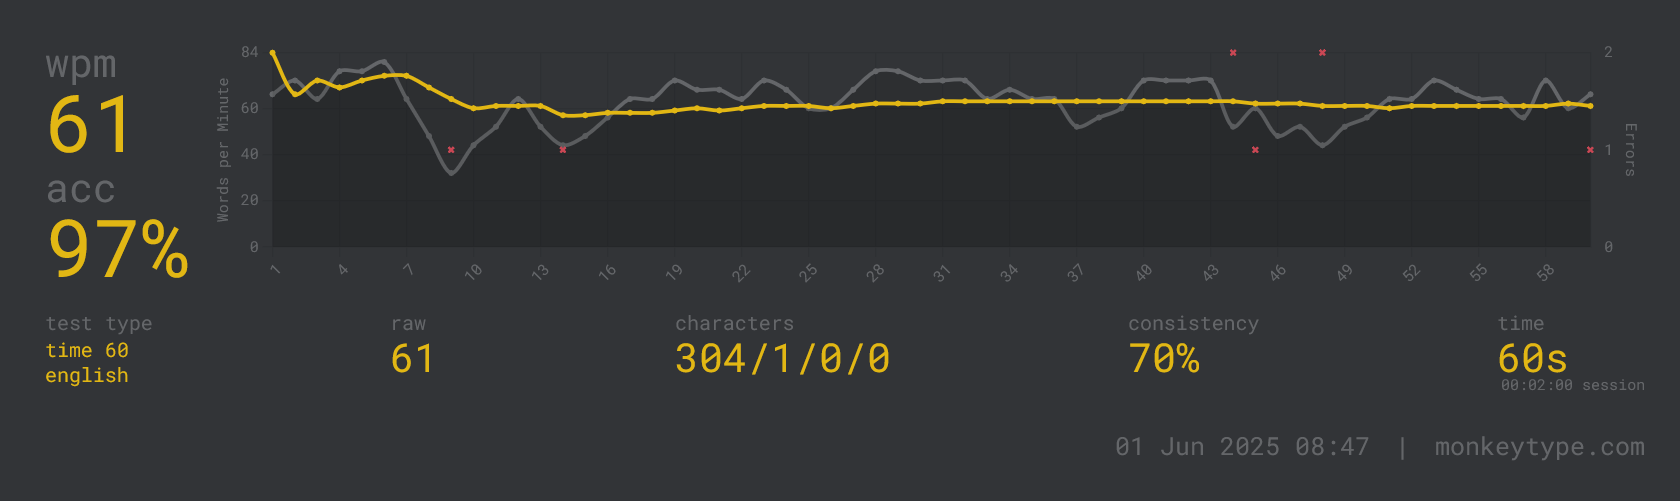 wpm
61
acc
97%
84
60
40
20
0
Words per Minute
2
1
0
Errors
1 4 7 10 13 16 19 22 25 28 31 34 37 40 43 46 49 52 55 58
test type
time 60
english
raw
61
characters
304/1/0/0
consistency
70%
time
60s
00:02:00 session
01 Jun 2025 08:47 | monkeytype.com